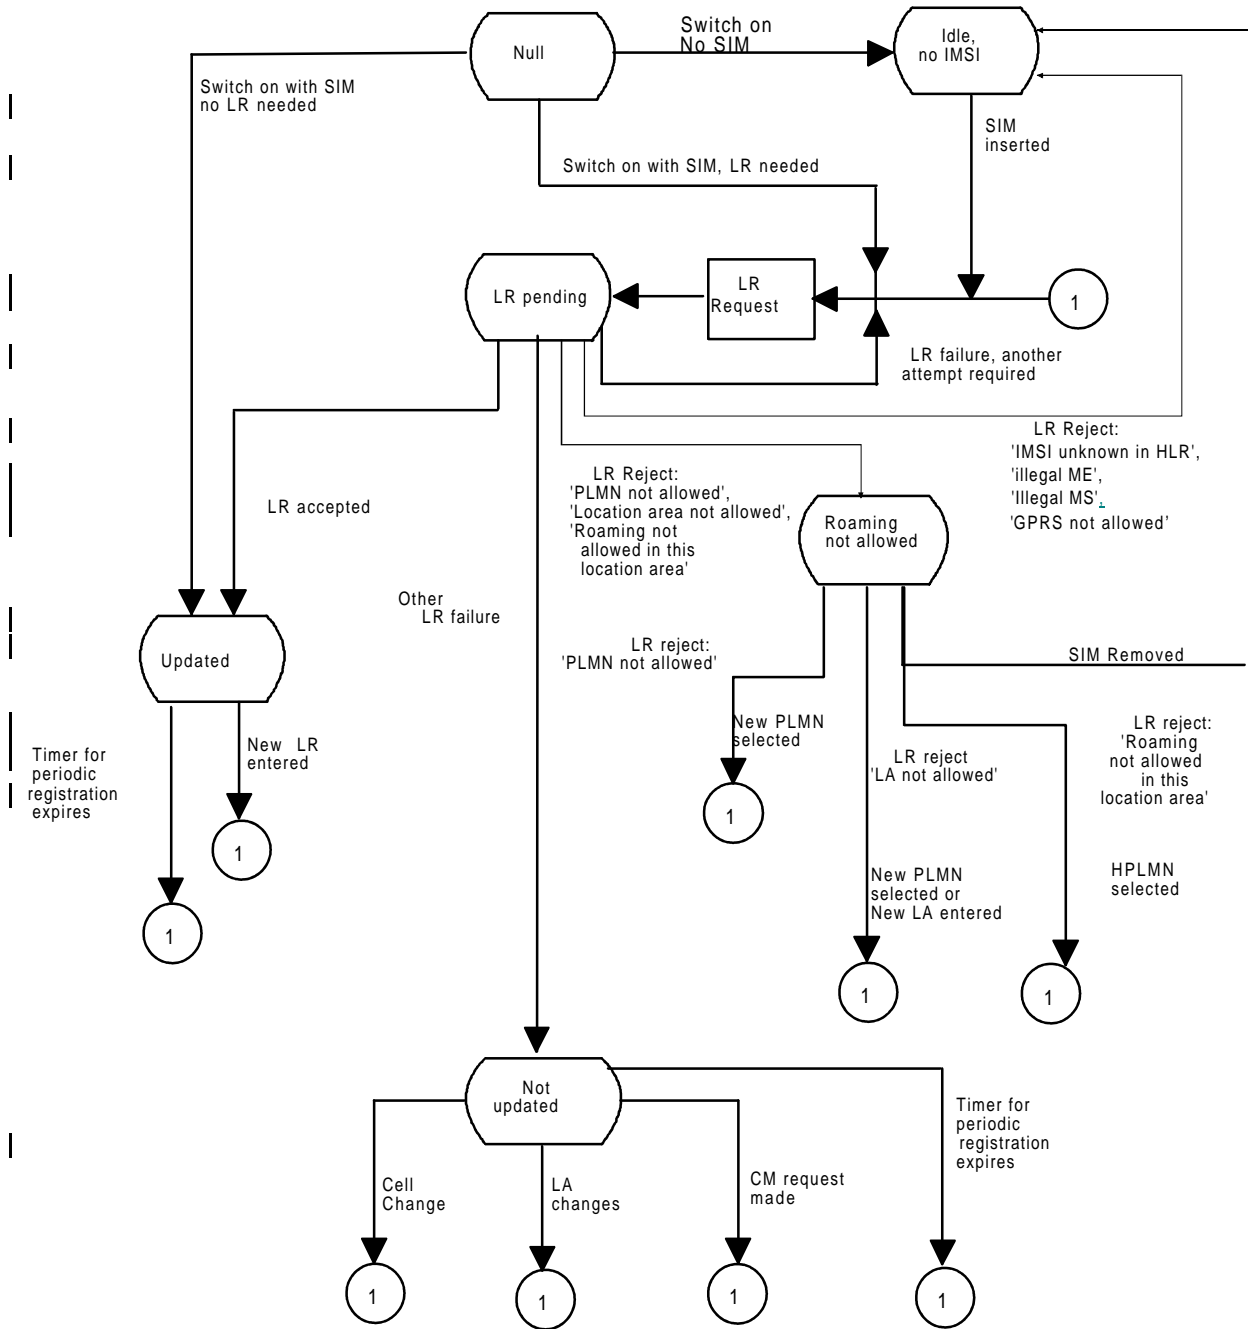 Switch on
No SIM
Null
Idle,
no IMSI
Switch on with SIM
no LR needed
SIM
inserted
Switch on with SIM, LR needed
LR pending
LR
Request
1
LR failure, another
attempt required
LR Reject:
'IMSI unknown in HLR',
'illegal ME',
'Illegal MS',
'GPRS not allowed'
LR Reject:
'PLMN not allowed',
'Location area not allowed',
'Roaming not
allowed in this
location area'
LR accepted
Roaming
not allowed
Other
LR failure
LR reject:
'PLMN not allowed'
SIM Removed
Updated
New PLMN
selected
LR reject
'LA not allowed'
LR reject:
'Roaming
not allowed
in this
location area'
Timer for
periodic
registration
expires
New LR
entered
1
1
1
New PLMN
selected or
New LA entered
HPLMN
selected
1
1
Not
updated
Timer for
periodic
registration
expires
Cell
Change
LA
changes
CM request
made
1
1
1
1